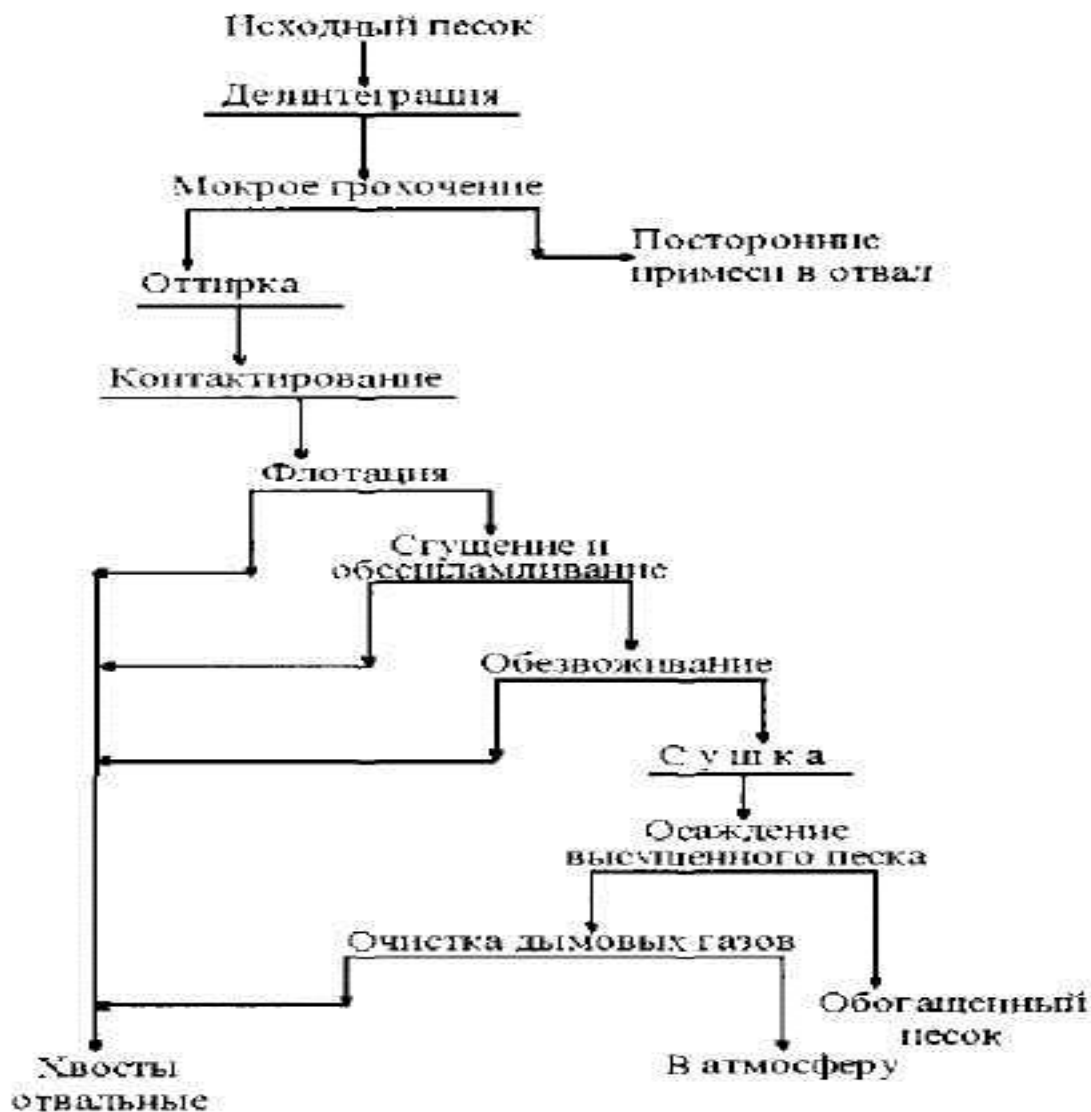 Исходный песок
Дезинтеграция
Мокрое грохочение
Посторонние
примеси в отвал
Оттирка
Контактирование
Флотация
Сгущение и
обесшламливание
Обезвоживание
Сушка
Осаждение
высушенного песка
Очистка дымовых газов
Обогащенный
песок
В атмосферу
Хвосты
отвальные